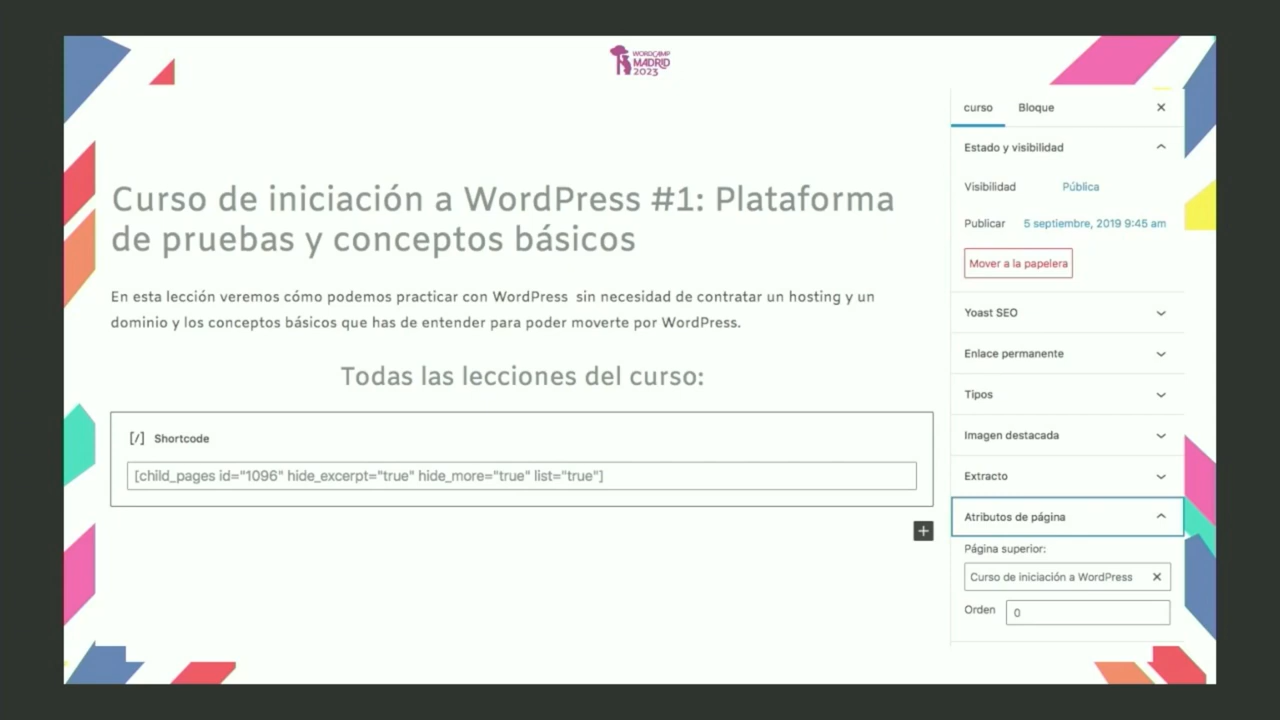 WORDCAMP
MADRID
2023
Curso de iniciación a WordPress #1: Plataforma
de pruebas y conceptos básicos
En esta lección veremos cómo podemos practicar con WordPress sin necesidad de contratar un hosting y un
dominio y los conceptos básicos que has de entender para poder moverte por WordPress.
Todas las lecciones del curso:
[/] Shortcode
[child_pages id="1096" hide_excerpt="true" hide_more="true" list="true"]
curso Bloque
Estado y visibilidad
Visibilidad Pública
Publicar 5 septiembre, 2019 9:45 am
Mover a la papelera
Yoast SEO
Enlace permanente
Tipos
Imagen destacada
Extracto
Atributos de página
Página superior:
Curso de iniciación a WordPress
Orden 0